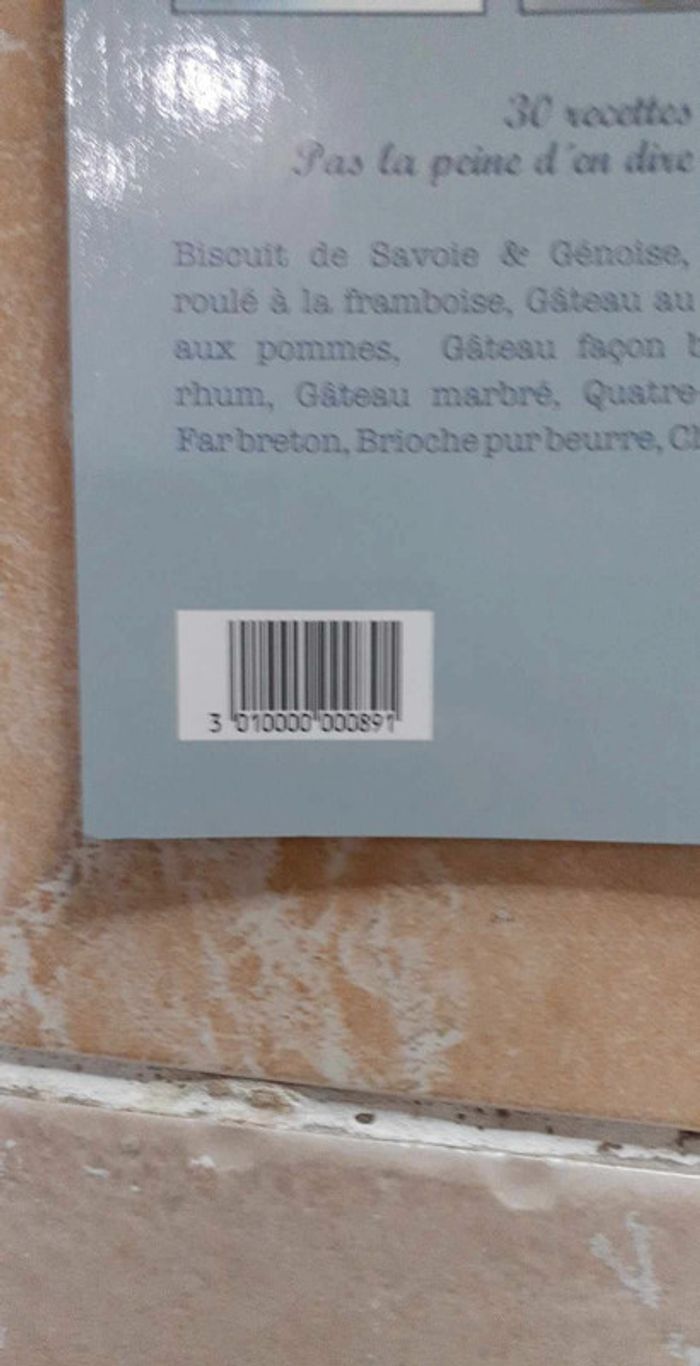 30 recettes
Pas la peine d'en dire
Biscuit de Savoie & Génoise,
roulé à la framboise, Gâteau au
aux pommes, Gâteau façon b
rhum, Gâteau marbré, Quatre-
Far breton, Brioche pur beurre, Ch
3 010000 000891